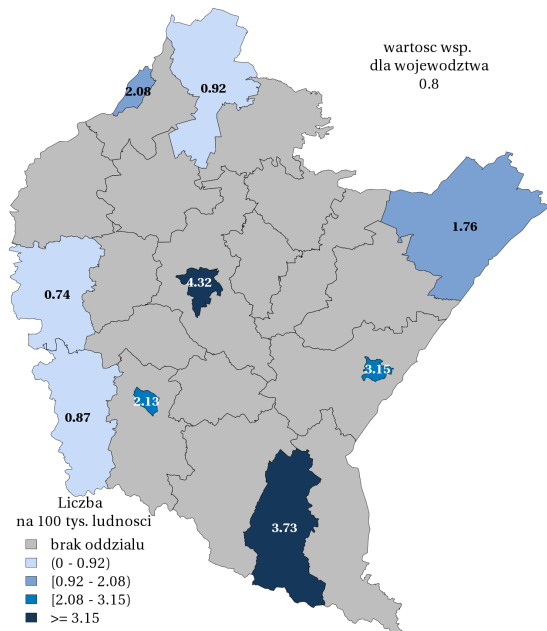 wartosc wsp.
dla wojewodztwa
0.8
2.08
0.92
1.76
4.32
0.74
3.15
2.13
0.87
3.73
Liczba
na 100 tys. ludnosci
brak oddzialu
(0 - 0.92)
[0.92 - 2.08)
[2.08 - 3.15)
>= 3.15